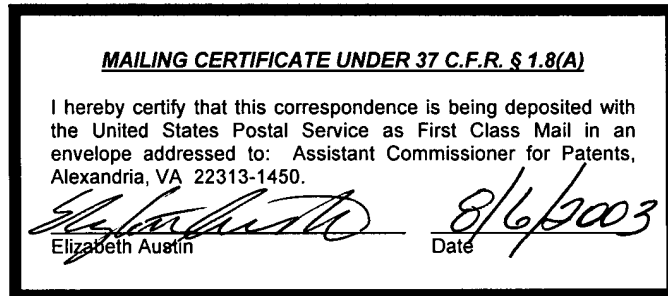 MAILING CERTIFICATE UNDER 37 C.F.R. § 1.8(A)
I hereby certify that this correspondence is being deposited with
the United States Postal Service as First Class Mail in an
envelope addressed to: Assistant Commissioner for Patents,
Alexandria, VA 22313-1450.
Elizabeth Austin 8/6/2003
Elizabeth Austin Date